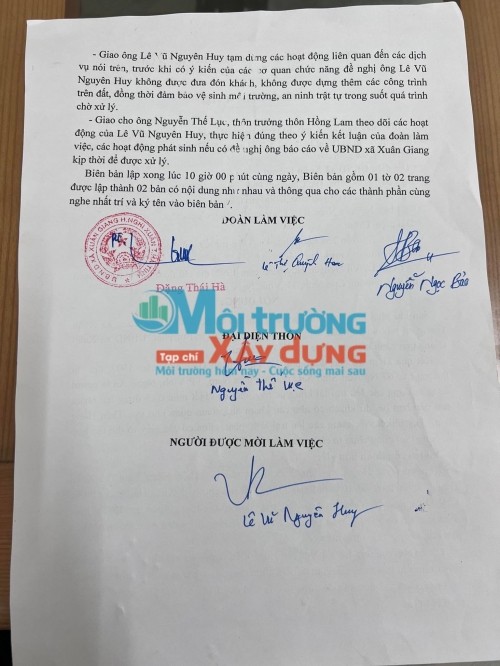 - Giao ông Lê Vũ Nguyên Huy tạm dừng các hoạt động liên quan đến các dịch
vụ nói trên, trước khi có ý kiến của các cơ quan chức năng đề nghị ông Lê Vũ
Nguyên Huy không được đưa đón khách, không được dựng thêm các công trình
trên đất, đồng thời đảm bảo vệ sinh môi trường, an ninh trật tự trong suốt quá trình
chờ xử lý.
- Giao cho ông Nguyễn Thế Lục, thôn trưởng thôn Hồng Lam theo dõi các hoạt
động của Lê Vũ Nguyên Huy, thực hiện đúng theo ý kiến kết luận của đoàn làm
việc, các hoạt động phát sinh nếu có đề nghị ông báo cáo về UBND xã Xuân Giang
kịp thời để được xử lý.
Biên bản lập xong lúc 10 giờ 00 phút cùng ngày, Biên bản gồm 01 tờ 02 trang
được lập thành 02 bản có nội dung như nhau và thông qua cho các thành phần cùng
nghe nhất trí và ký tên vào biên bản ./.
ĐOÀN LÀM VIỆC
U.B.N.D XÃ XUÂN GIANG H.NGHI XUÂN
Đặng Thái Hà
Lê Thị Quỳnh
Nguyễn Ngọc Bảo
Môi trường
ĐẠI DIỆN THÔN
Tạp chí
Xây dựng
Môi trường hôm nay - Cuộc sống mai sau
Nguyễn Thế Lục
NGƯỜI ĐƯỢC MỜI LÀM VIỆC
Lê Vũ Nguyên Huy